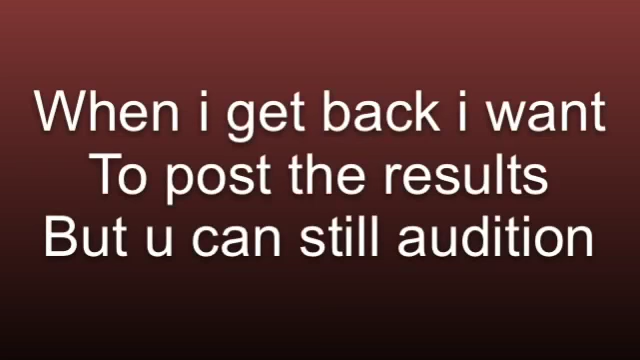 When i get back i want
To post the results
But u can still audition